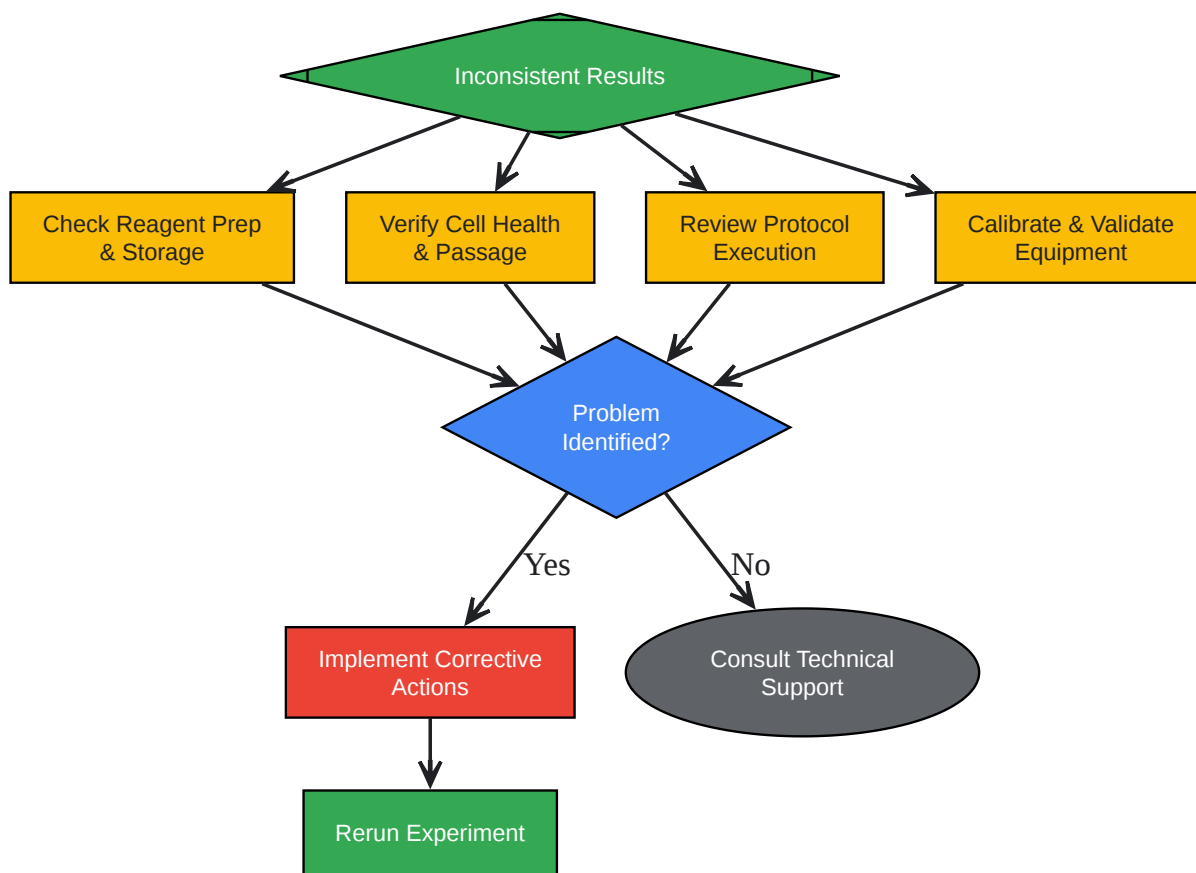 Inconsistent Results
Check Reagent Prep
& Storage
Verify Cell Health
& Passage
Review Protocol
Execution
Calibrate & Validate
Equipment
Problem
Identified?
Yes
No
Implement Corrective
Actions
Consult Technical
Support
Rerun Experiment